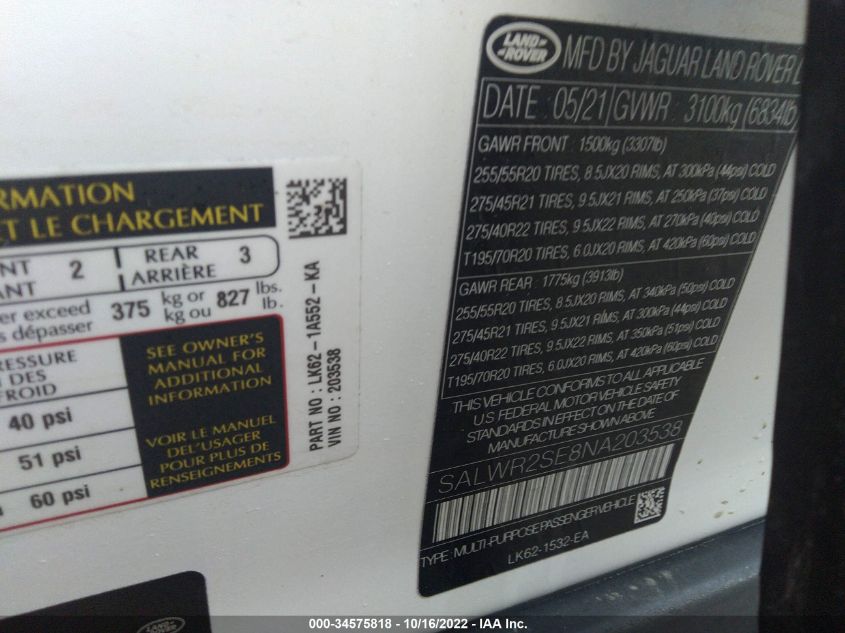 RMATION
ET LE CHARGEMENT
NT 2 REAR 3
ANT ARRIÈRE
er exceed 375 kg or 827 lbs.
s dépasser kg ou lb.
RESSURE
N DES
FROID
40 psi
51 psi
60 psi
SEE OWNER'S
MANUAL FOR
ADDITIONAL
INFORMATION
VOIR LE MANUEL
DEL'USAGER
POUR PLUS DE
RENSEIGNEMENTS
PART NO : LK62 - 1A552 - KA
VIN NO : 203538
LAND ROVER
MFD BY JAGUAR LAND ROVER L
DATE : 05/21 GVWR : 3100kg (6834lb)
GAWR FRONT : 1500kg (3307lb)
255/55R20 TIRES, 8.5JX20 RIMS, AT 300kPa (44psi) COLD
275/45R21 TIRES, 9.5JX21 RIMS, AT 250kPa (37psi) COLD
275/40R22 TIRES, 9.5JX22 RIMS, AT 270kPa (40psi) COLD
T195/70R20 TIRES, 6.0JX20 RIMS, AT 420kPa (60psi) COLD
GAWR REAR : 1775kg (3913lb)
255/55R20 TIRES, 8.5JX20 RIMS, AT 340kPa (50psi) COLD
275/45R21 TIRES, 9.5JX21 RIMS, AT 300kPa (44psi) COLD
275/40R22 TIRES, 9.5JX22 RIMS, AT 350kPa (51psi) COLD
T195/70R20 TIRES, 6.0JX20 RIMS, AT 420kPa (60psi) COLD
THIS VEHICLE CONFORMS TO ALL APPLICABLE
U.S. FEDERAL MOTOR VEHICLE SAFETY
STANDARDS IN EFFECT ON THE DATE OF
MANUFACTURE SHOWN ABOVE.
SALWR2SE8NA203538
TYPE: MULTI-PURPOSE PASSENGER VEHICLE
LK62-1532-EA
LAND ROVER
000-34575818 - 10/16/2022 - IAA Inc.